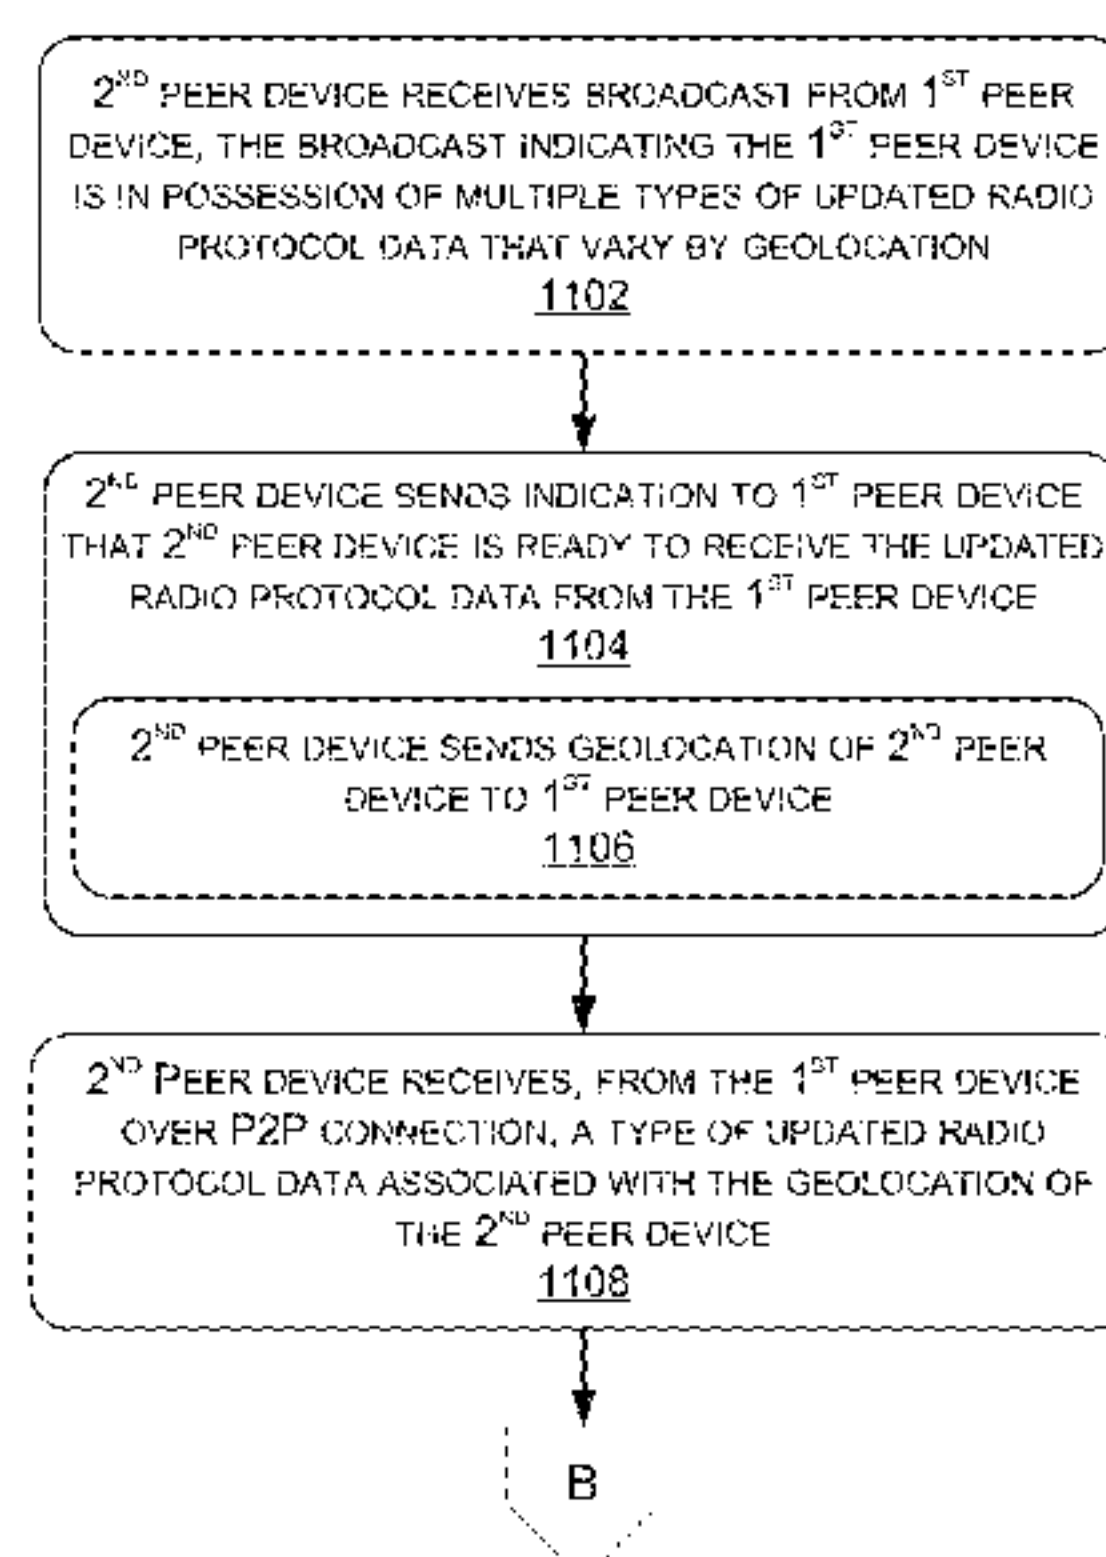 2ND PEER DEVICE RECEIVES BROADCAST FROM 1ST PEER
DEVICE, THE BROADCAST INDICATING THE 1ST PEER DEVICE
IS IN POSSESSION OF MULTIPLE TYPES OF UPDATED RADIO
PROTOCOL DATA THAT VARY BY GEOLOCATION
1102
2ND PEER DEVICE SENDS INDICATION TO 1ST PEER DEVICE
THAT 2ND PEER DEVICE IS READY TO RECEIVE THE UPDATED
RADIO PROTOCOL DATA FROM THE 1ST PEER DEVICE
1104
2ND PEER DEVICE SENDS GEOLOCATION OF 2ND PEER
DEVICE TO 1ST PEER DEVICE
1106
2ND PEER DEVICE RECEIVES, FROM THE 1ST PEER DEVICE
OVER P2P CONNECTION, A TYPE OF UPDATED RADIO
PROTOCOL DATA ASSOCIATED WITH THE GEOLOCATION OF
THE 2ND PEER DEVICE
1108
B